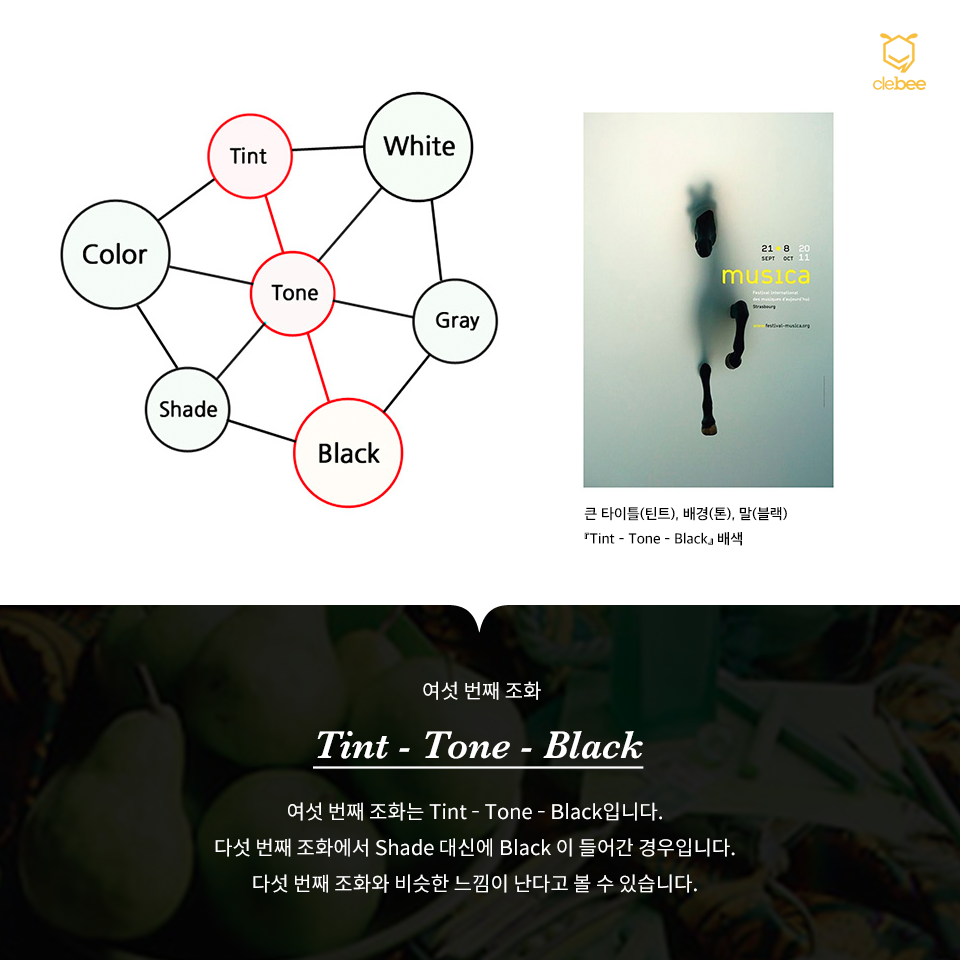 clebee
Tint
White
Color
Tone
Gray
Shade
Black
21 - 8 20
SEPT OCT 11
musica
Festival international
des musiques d'aujourd'hui
Strasbourg
www.festival-musica.org
큰 타이틀(틴트), 배경(톤), 말(블랙)
『Tint - Tone - Black』 배색
여섯 번째 조화
Tint - Tone - Black
여섯 번째 조화는 Tint - Tone - Black입니다.
다섯 번째 조화에서 Shade 대신에 Black 이 들어간 경우입니다.
다섯 번째 조화와 비슷한 느낌이 난다고 볼 수 있습니다.